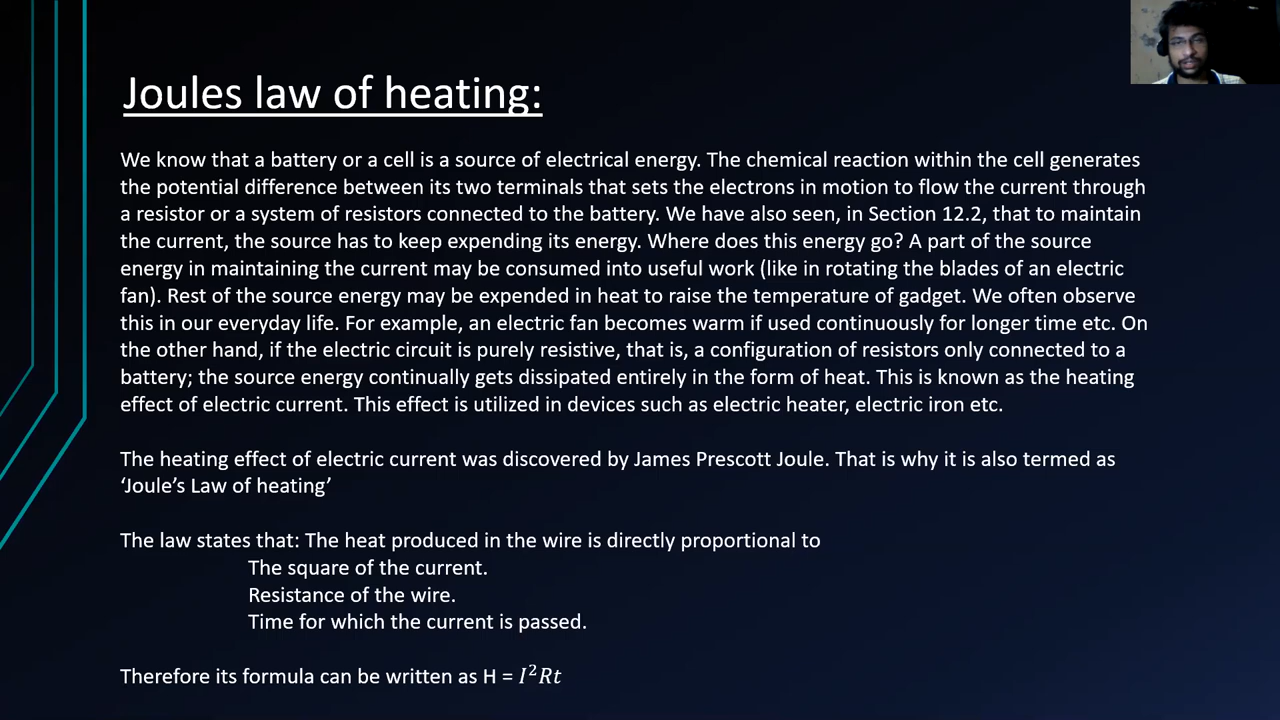 Joules law of heating:
We know that a battery or a cell is a source of electrical energy. The chemical reaction within the cell generates
the potential difference between its two terminals that sets the electrons in motion to flow the current through
a resistor or a system of resistors connected to the battery. We have also seen, in Section 12.2, that to maintain
the current, the source has to keep expending its energy. Where does this energy go? A part of the source
energy in maintaining the current may be consumed into useful work (like in rotating the blades of an electric
fan). Rest of the source energy may be expended in heat to raise the temperature of gadget. We often observe
this in our everyday life. For example, an electric fan becomes warm if used continuously for longer time etc. On
the other hand, if the electric circuit is purely resistive, that is, a configuration of resistors only connected to a
battery; the source energy continually gets dissipated entirely in the form of heat. This is known as the heating
effect of electric current. This effect is utilized in devices such as electric heater, electric iron etc.
The heating effect of electric current was discovered by James Prescott Joule. That is why it is also termed as
‘Joule’s Law of heating’
The law states that: The heat produced in the wire is directly proportional to
The square of the current.
Resistance of the wire.
Time for which the current is passed.
Therefore its formula can be written as H = I²Rt